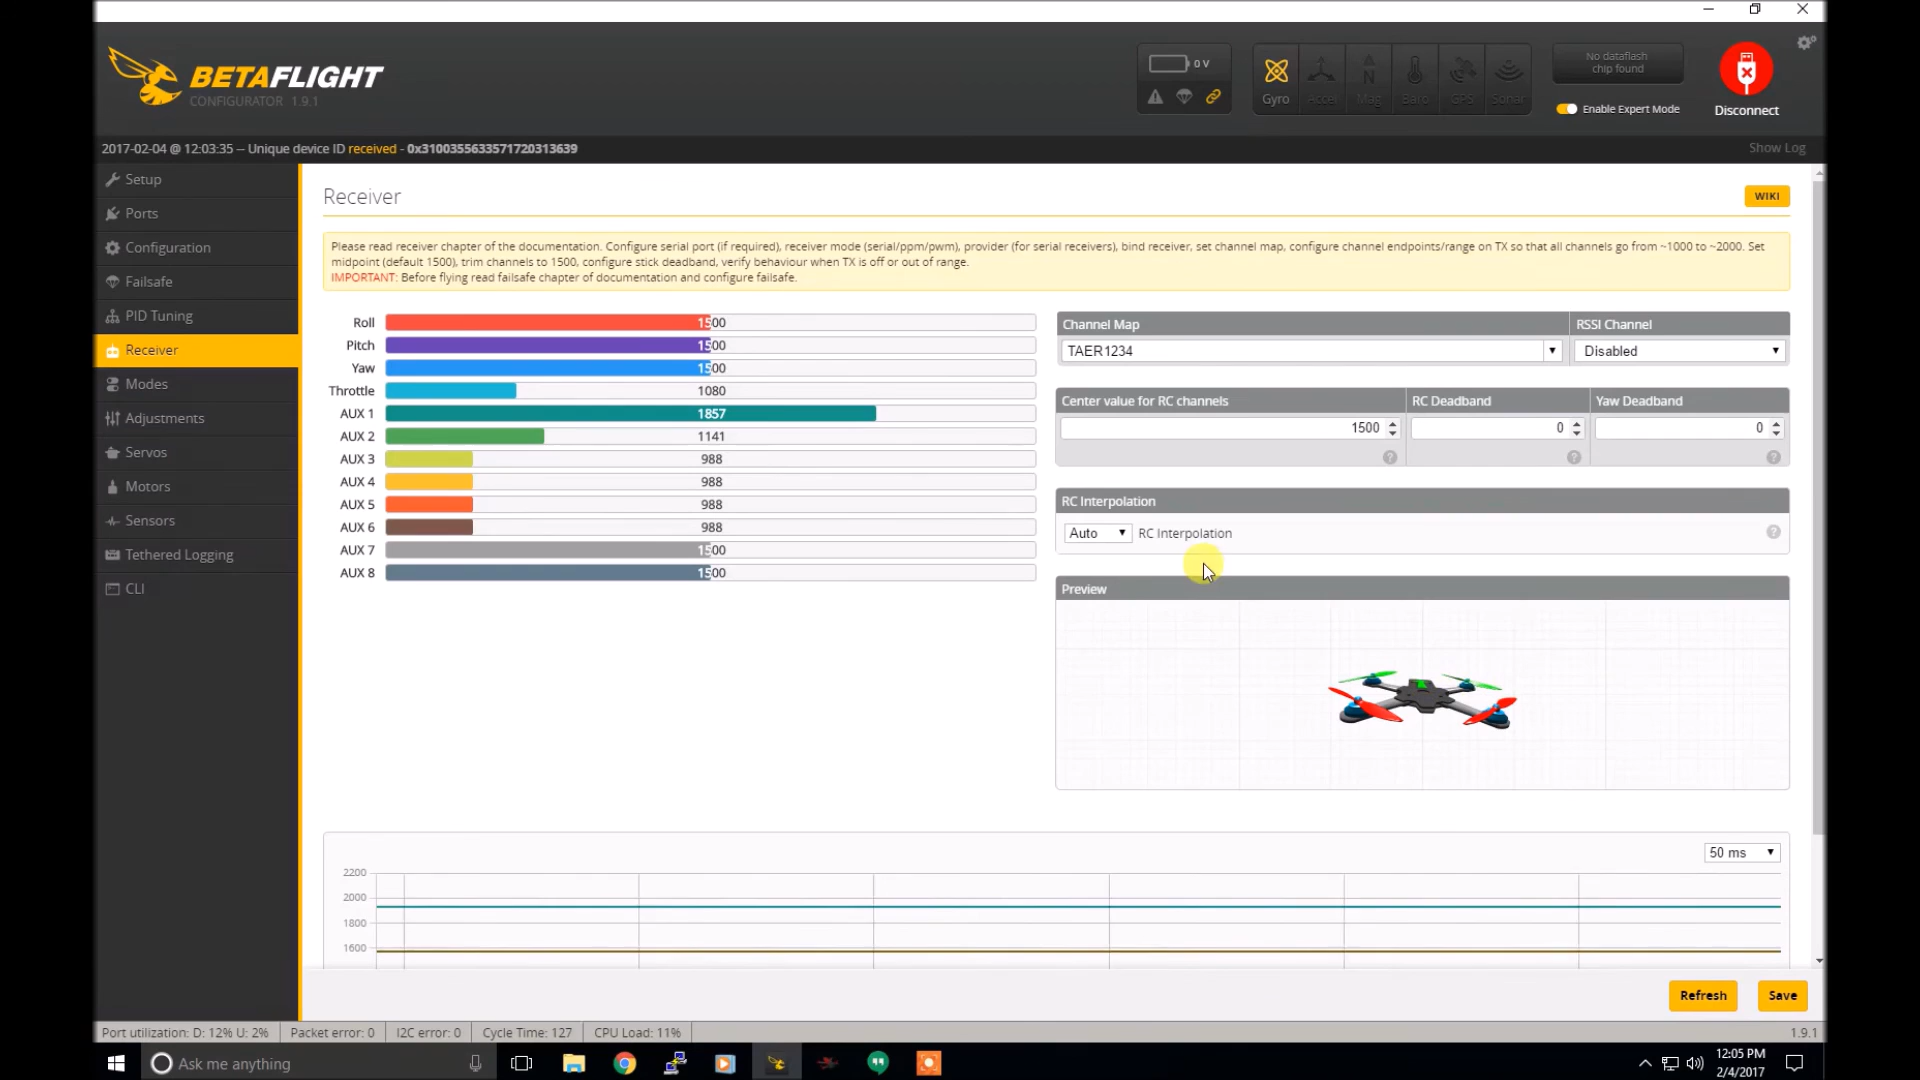 BETAFLIGHT
CONFIGURATOR 1.9.1
0 V
Gyro
Accel
Mag
Baro
GPS
Sonar
No dataflash
chip found
Enable Expert Mode
Disconnect
2017-02-04 @ 12:03:35 -- Unique device ID received - 0x3100355633571720313639
Show Log
Setup
Ports
Configuration
Failsafe
PID Tuning
Receiver
Modes
Adjustments
Servos
Motors
Sensors
Tethered Logging
CLI
Receiver
WIKI
Please read receiver chapter of the documentation. Configure serial port (if required), receiver mode (serial/ppm/pwm), provider (for serial receivers), bind receiver, set channel map, configure channel endpoints/range on TX so that all channels go from ~1000 to ~2000. Set
midpoint (default 1500), trim channels to 1500, configure stick deadband, verify behaviour when TX is off or out of range.
IMPORTANT: Before flying read failsafe chapter of documentation and configure failsafe.
Roll 1500
Pitch 1500
Yaw 1500
Throttle 1080
AUX 1 1857
AUX 2 1141
AUX 3 988
AUX 4 988
AUX 5 988
AUX 6 988
AUX 7 1500
AUX 8 1500
Channel Map
RSSI Channel
TAER1234
Disabled
Center value for RC channels
RC Deadband
Yaw Deadband
1500
0
0
RC Interpolation
Auto
RC Interpolation
Preview
50 ms
2200
2000
1800
1600
Refresh
Save
Port utilization: D: 12% U: 2%
Packet error: 0
I2C error: 0
Cycle Time: 127
CPU Load: 11%
1.9.1
Ask me anything
12:05 PM
2/4/2017